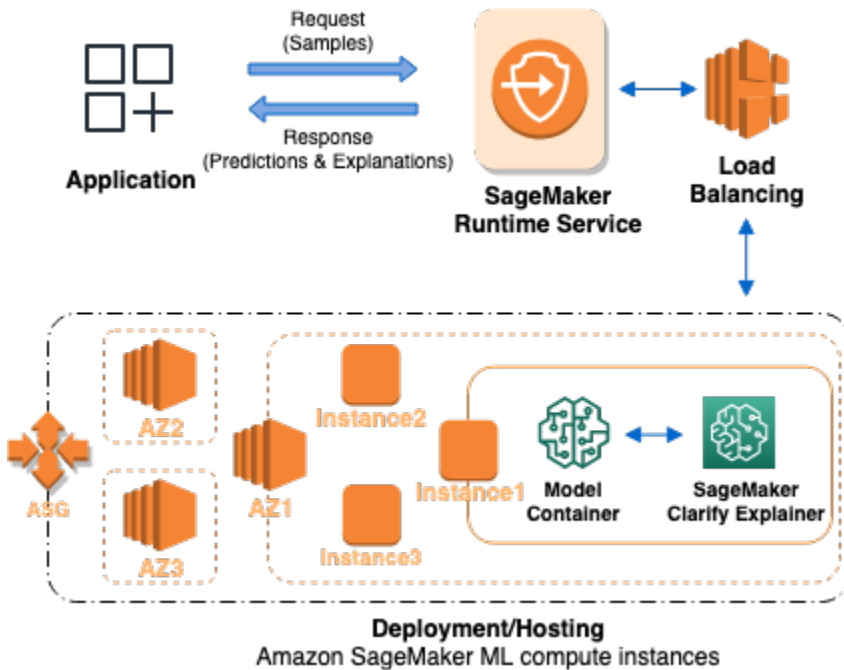 Request
(Samples)
Response
(Predictions & Explanations)
Application
SageMaker
Runtime Service
Load
Balancing
AZ2
Instance2
ASG
AZ1
Instance1
Model
Container
SageMaker
Clarify Explainer
AZ3
Instance3
Deployment/Hosting
Amazon SageMaker ML compute instances